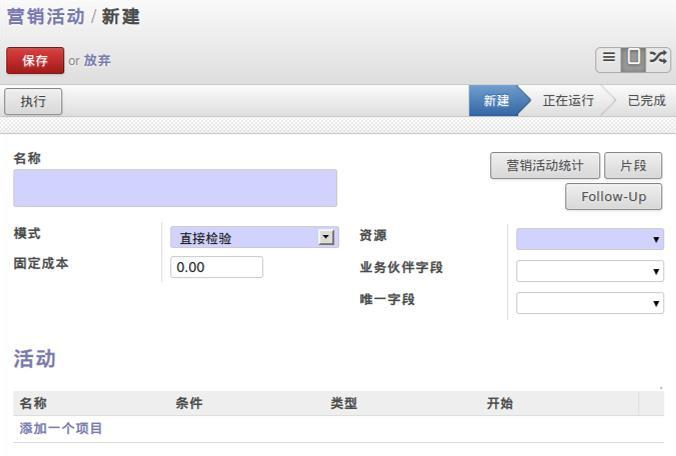 营销活动 / 新建
保存 or 放弃
执行
新建 正在运行 已完成
名称
营销活动统计 片段
Follow-Up
模式 直接检验
资源
固定成本 0.00
业务伙伴字段
唯一字段
活动
名称 条件 类型 开始
添加一个项目